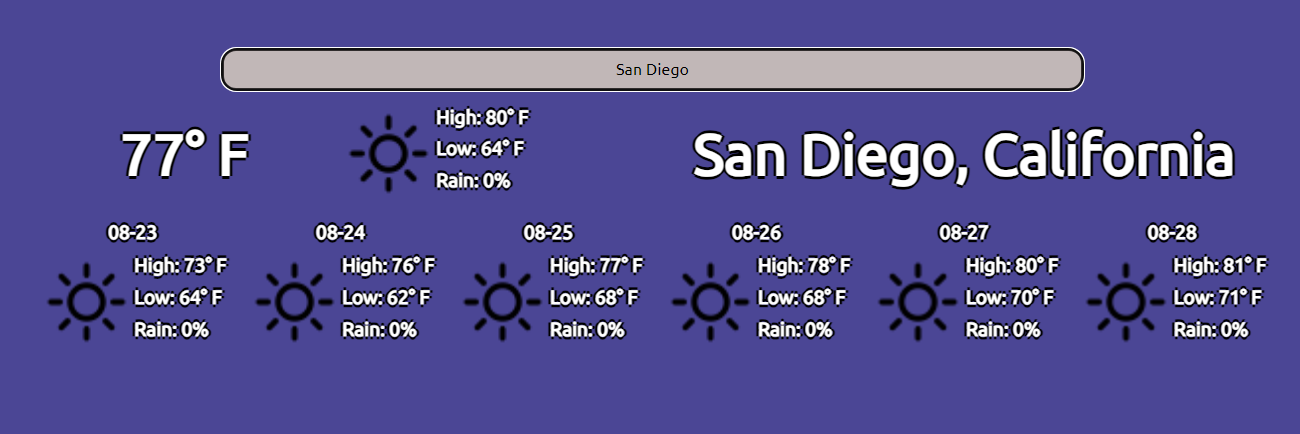 San Diego
77° F
High: 80° F
Low: 64° F
Rain: 0%
San Diego, California
08-23
High: 73° F
Low: 64° F
Rain: 0%
08-24
High: 76° F
Low: 62° F
Rain: 0%
08-25
High: 77° F
Low: 68° F
Rain: 0%
08-26
High: 78° F
Low: 68° F
Rain: 0%
08-27
High: 80° F
Low: 70° F
Rain: 0%
08-28
High: 81° F
Low: 71° F
Rain: 0%